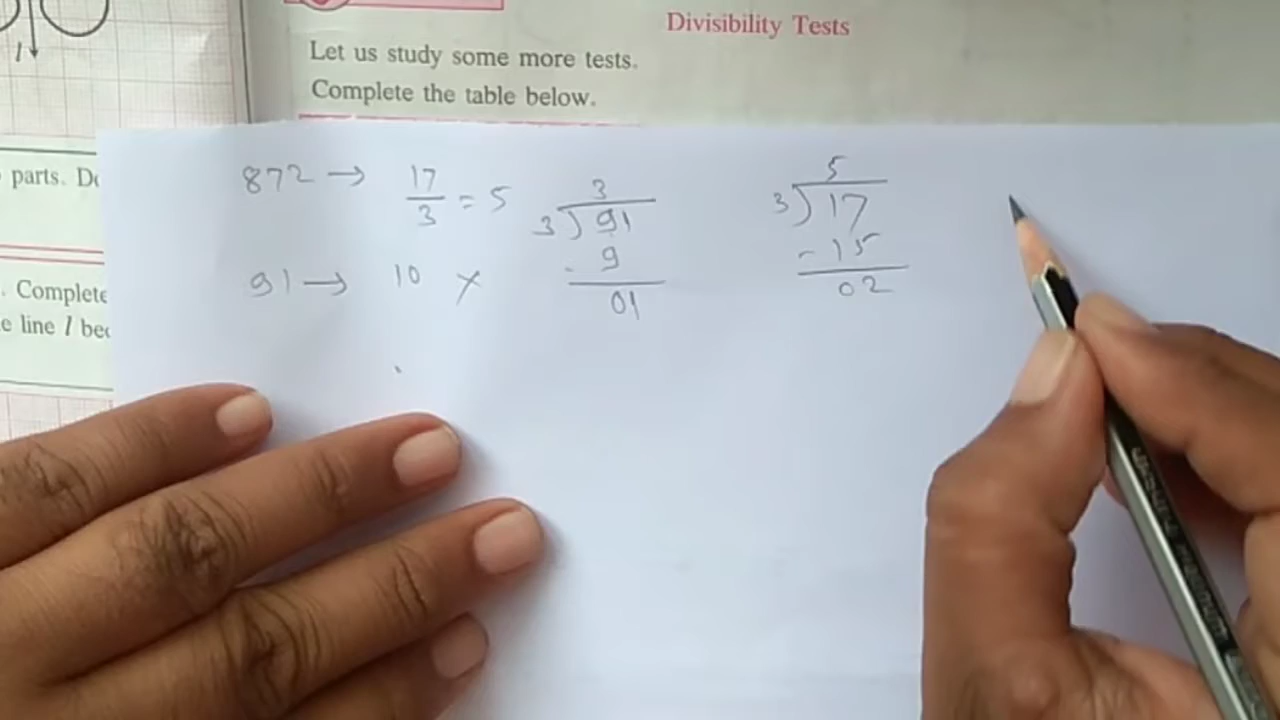 Divisibility Tests
Let us study some more tests.
Complete the table below.
l
parts. Do
. Complete
e line l bec
872 → 17/3 = 5
91 → 10 ×
3
3)91
- 9
01
5
3)17
- 15
02